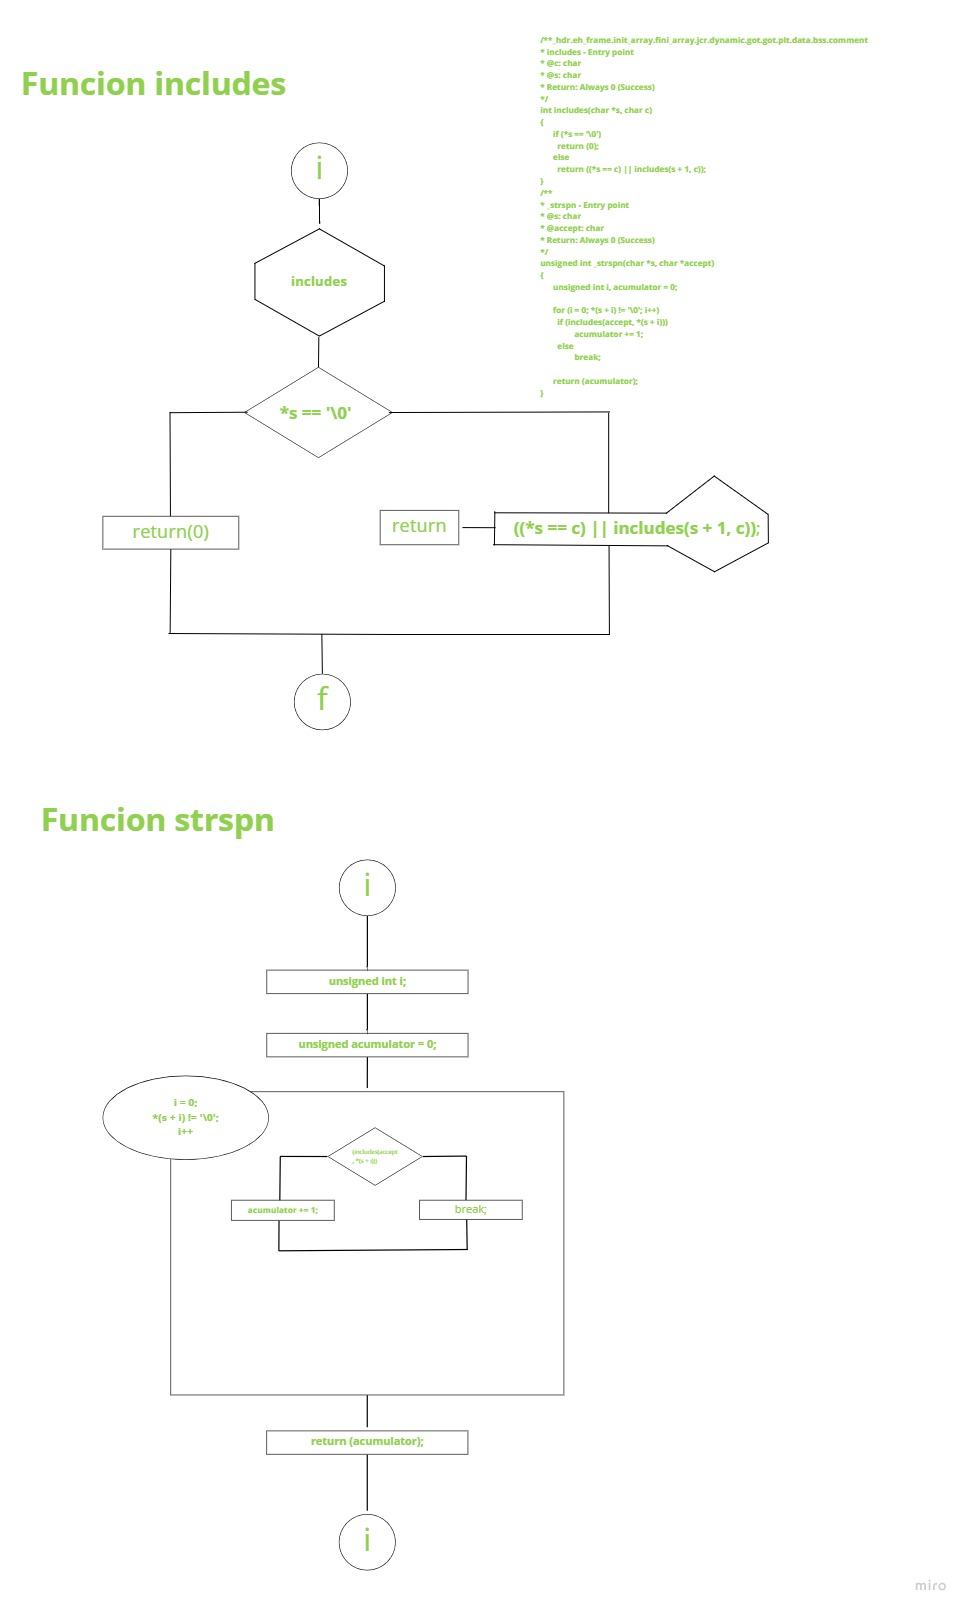 Funcion includes
/**_hdr.eh_frame.init_array.fini_array.jcr.dynamic.got.got.plt.data.bss.comment
* includes - Entry point
* @c: char
* @s: char
* Return: Always 0 (Success)
*/
int includes(char *s, char c)
{
if (*s == '\0')
return (0);
else
return ((*s == c) || includes(s + 1, c));
}
/**
* _strspn - Entry point
* @s: char
* @accept: char
* Return: Always 0 (Success)
*/
unsigned int _strspn(char *s, char *accept)
{
unsigned int i, acumulator = 0;
for (i = 0; *(s + i) != '\0'; i++)
if (includes(accept, *(s + i)))
acumulator += 1;
else
break;
return (acumulator);
}
i
includes
*s == '\0'
return(0)
return
((*s == c) || includes(s + 1, c));
f
Funcion strspn
i
unsigned int i;
unsigned acumulator = 0;
i = 0;
*(s + i) != '\0';
i++
(includes(accept
, *(s + i)))
acumulator += 1;
break;
return (acumulator);
i
miro